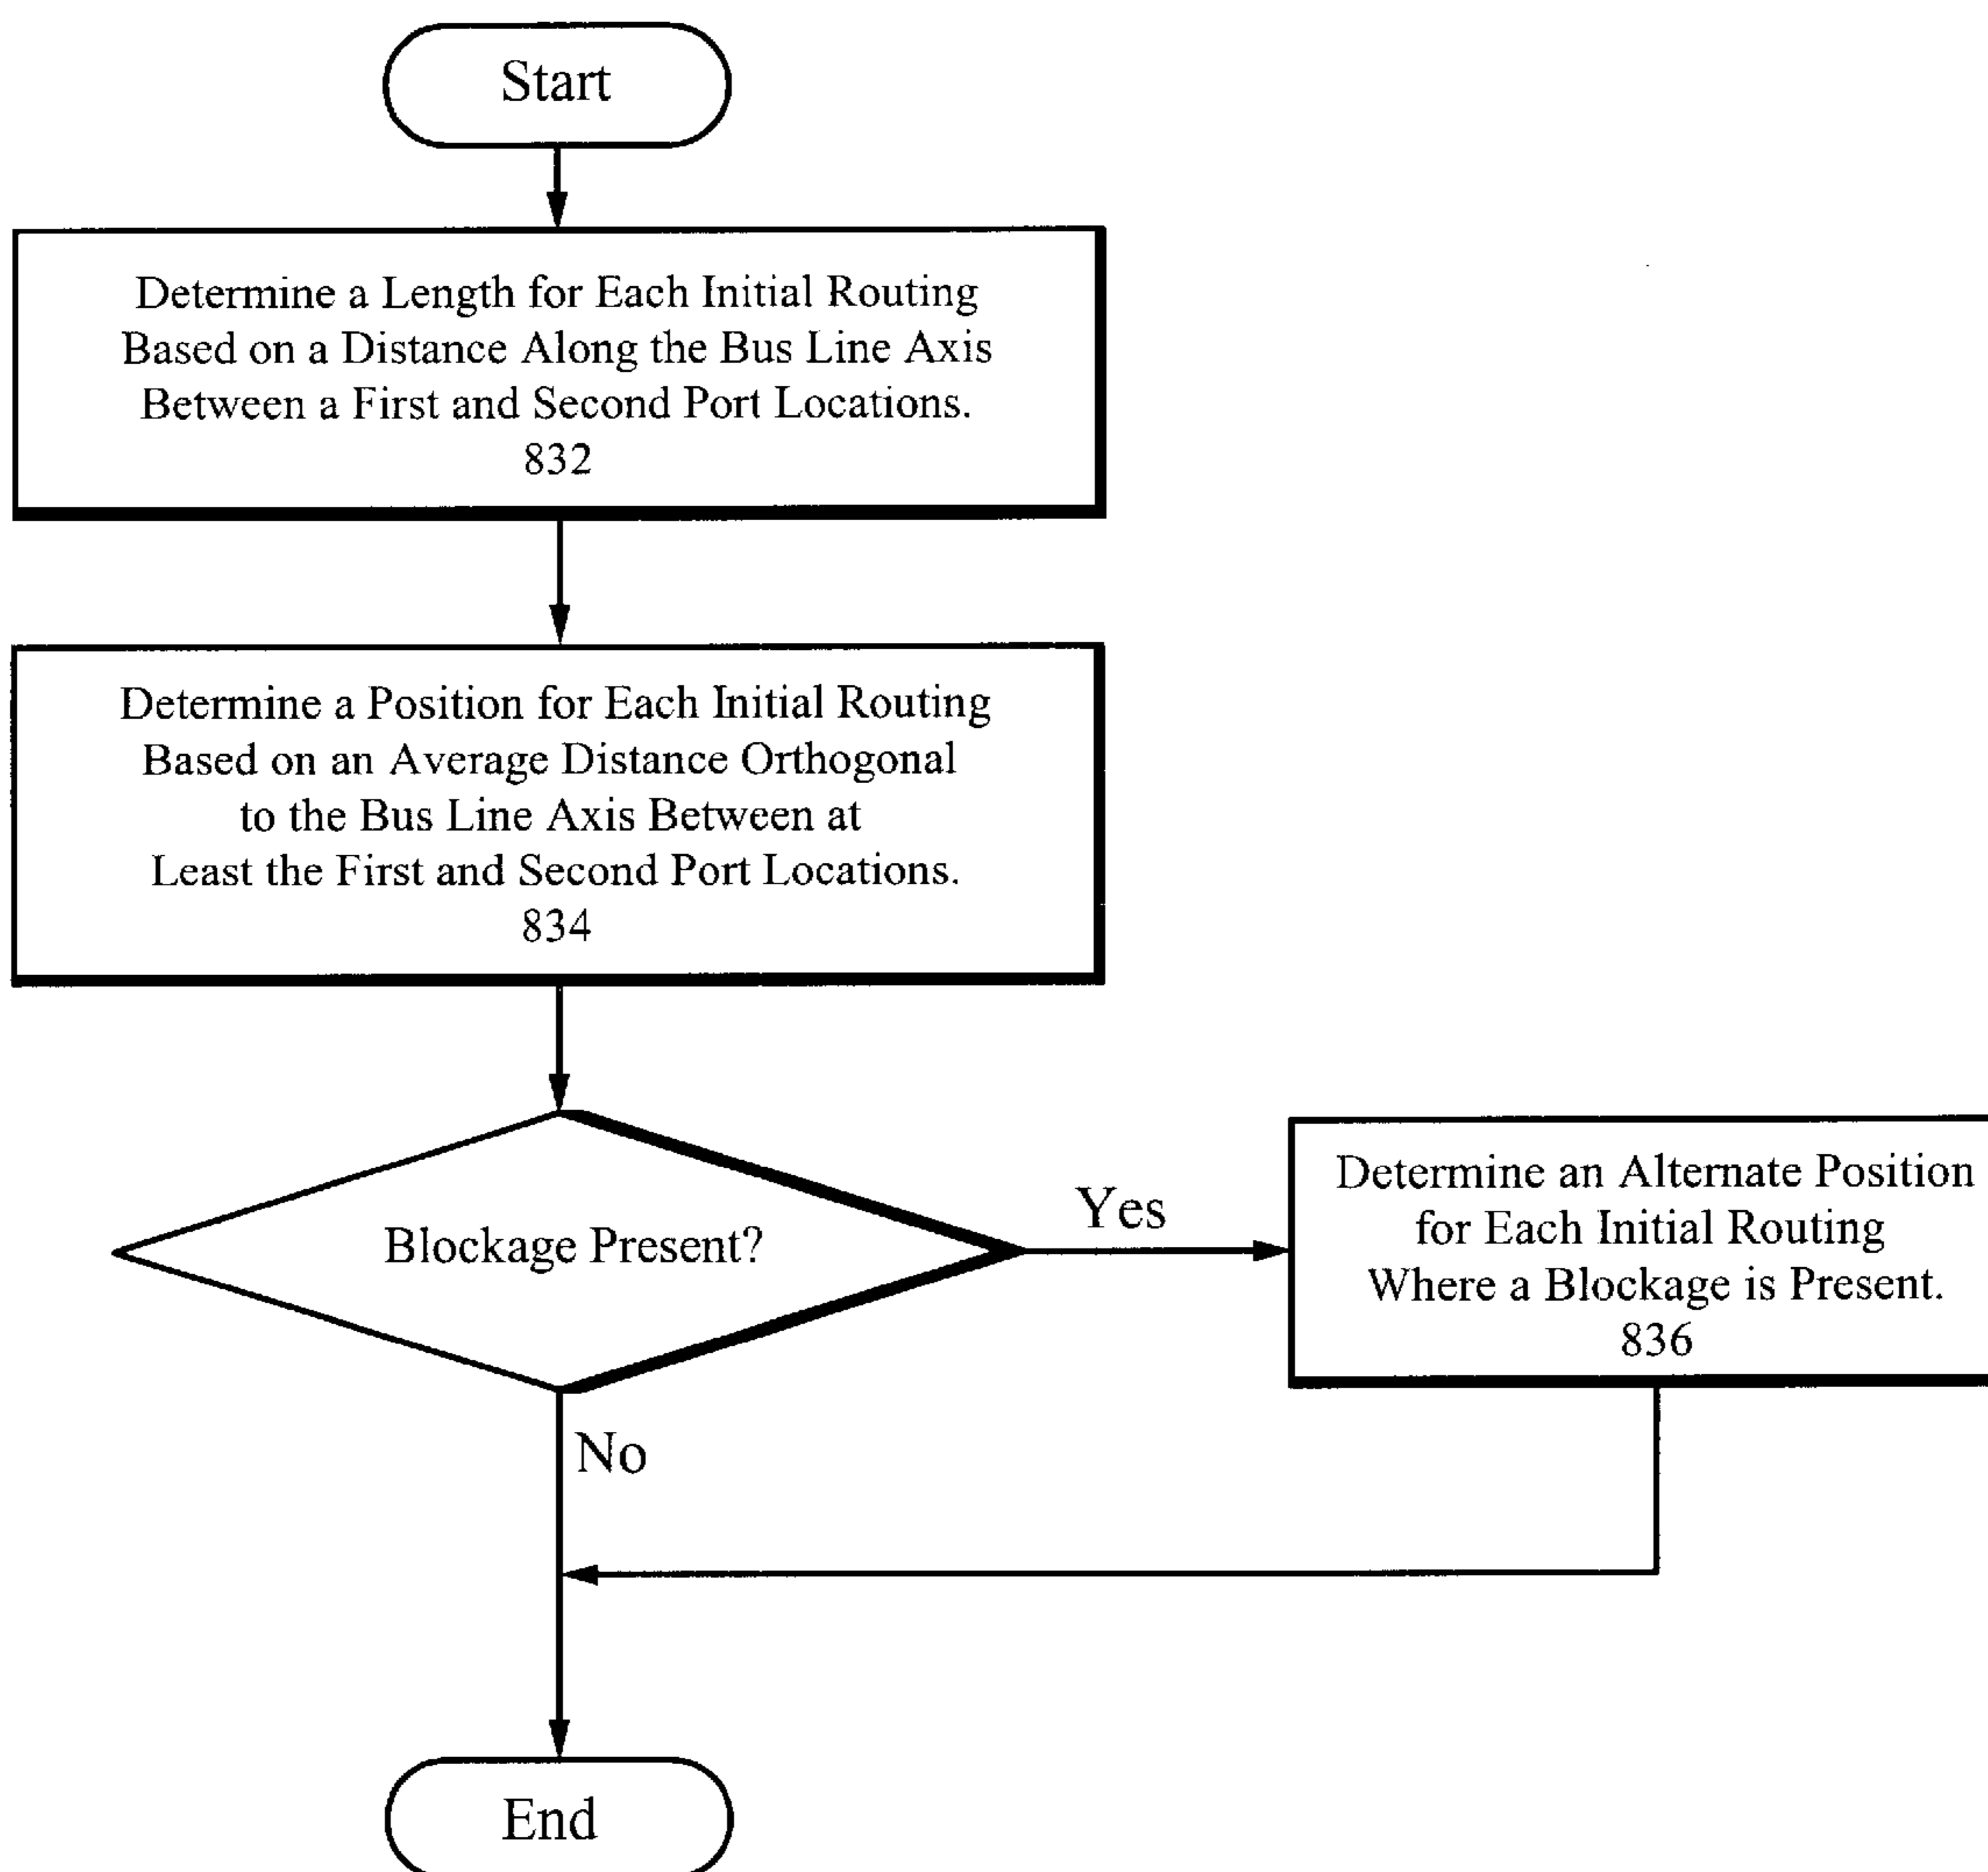 Start
Determine a Length for Each Initial Routing
Based on a Distance Along the Bus Line Axis
Between a First and Second Port Locations.
832
Determine a Position for Each Initial Routing
Based on an Average Distance Orthogonal
to the Bus Line Axis Between at
Least the First and Second Port Locations.
834
Blockage Present?
Yes
Determine an Alternate Position
for Each Initial Routing
Where a Blockage is Present.
836
No
End